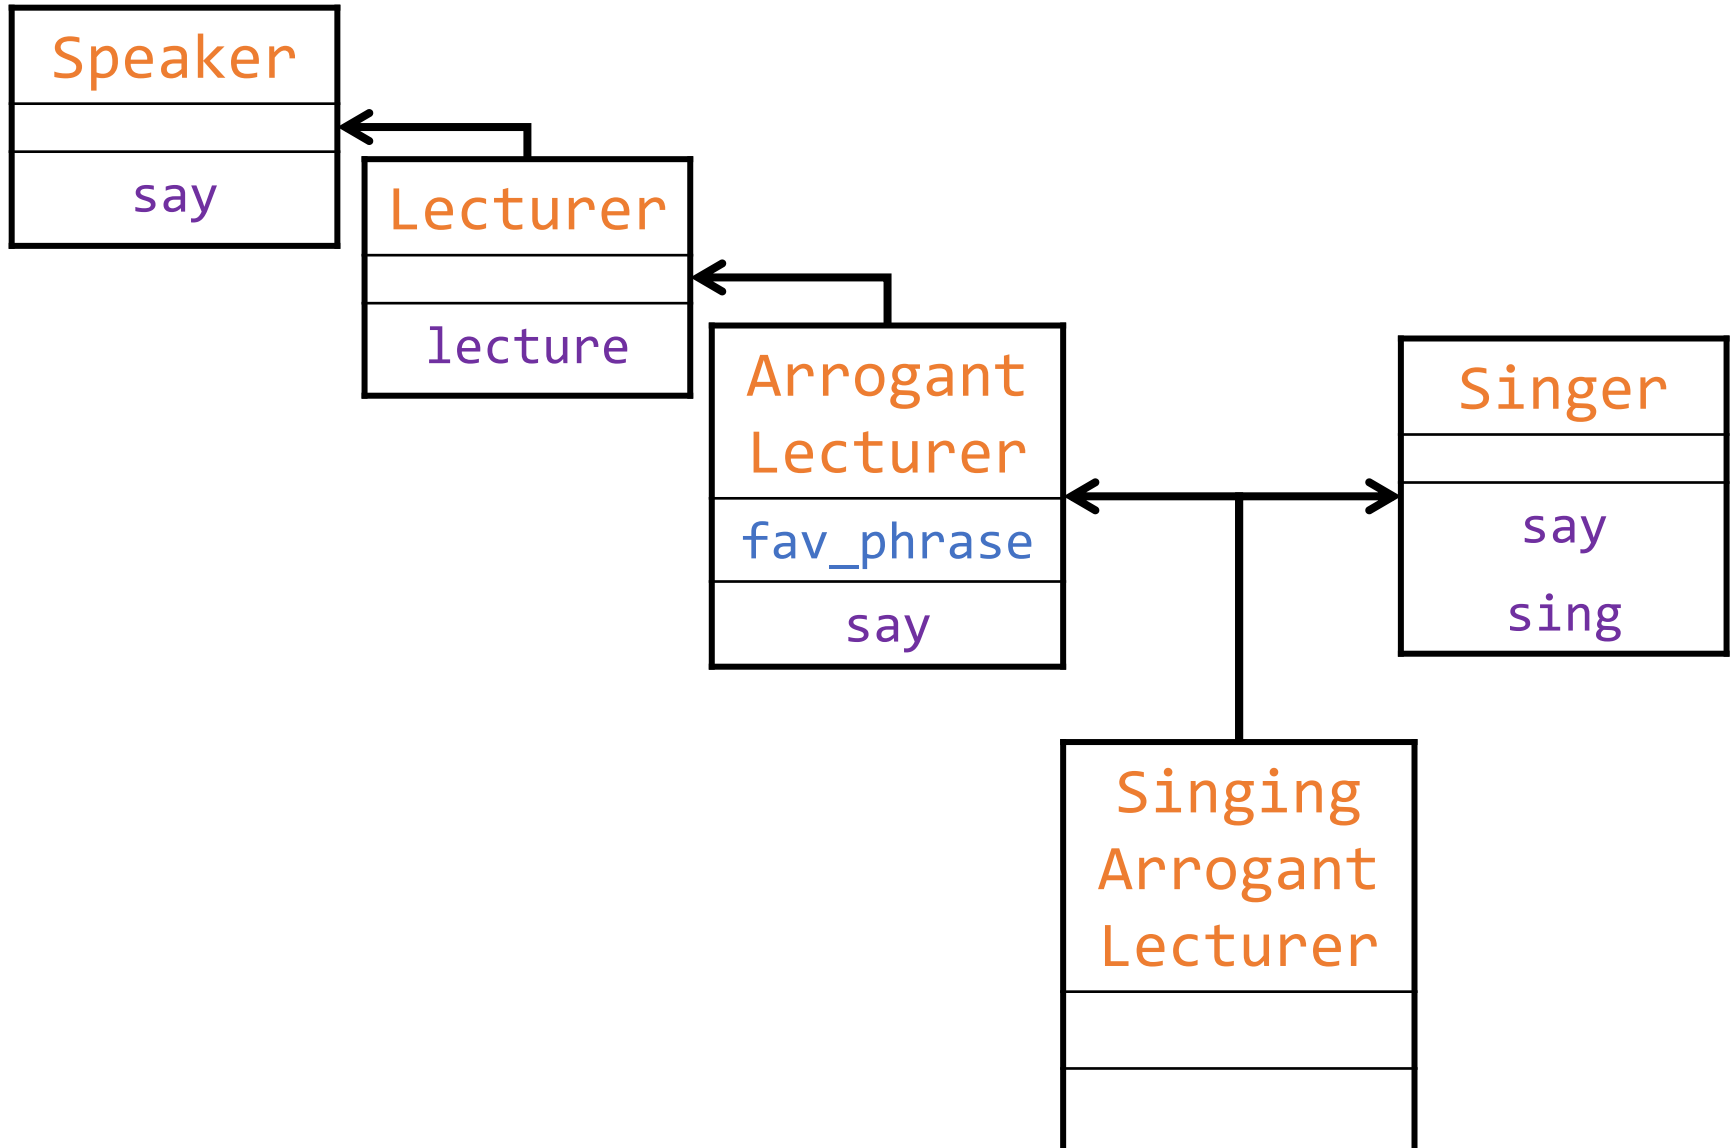 Speaker
say
Lecturer
lecture
Arrogant
Lecturer
fav_phrase
say
Singer
say
sing
Singing
Arrogant
Lecturer